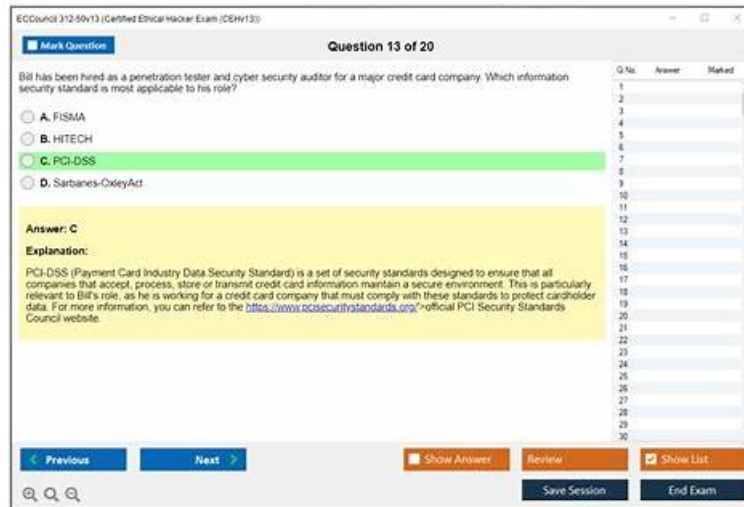 ECCouncil 312-50v13 (Certified Ethical Hacker Exam (CEHv13))
Mark Question
Question 13 of 20
Bill has been hired as a penetration tester and cyber security auditor for a major credit card company. Which information
security standard is most applicable to his role?
A. FISMA
B. HITECH
C. PCI-DSS
D. Sarbanes-OxleyAct
Answer: C
Explanation:
PCI-DSS (Payment Card Industry Data Security Standard) is a set of security standards designed to ensure that all
companies that accept, process, store or transmit credit card information maintain a secure environment. This is particularly
relevant to Bill's role, as he is working for a credit card company that must comply with these standards to protect cardholder
data. For more information, you can refer to the https://www.pcisecuritystandards.org/">official PCI Security Standards
Council website.
Q No. Answer Marked
1
2
3
4
5
6
7
8
9
10
11
12
13
14
15
16
17
18
19
20
21
22
23
24
25
26
27
28
29
30
Previous
Next
Show Answer
Review
Show List
Save Session
End Exam